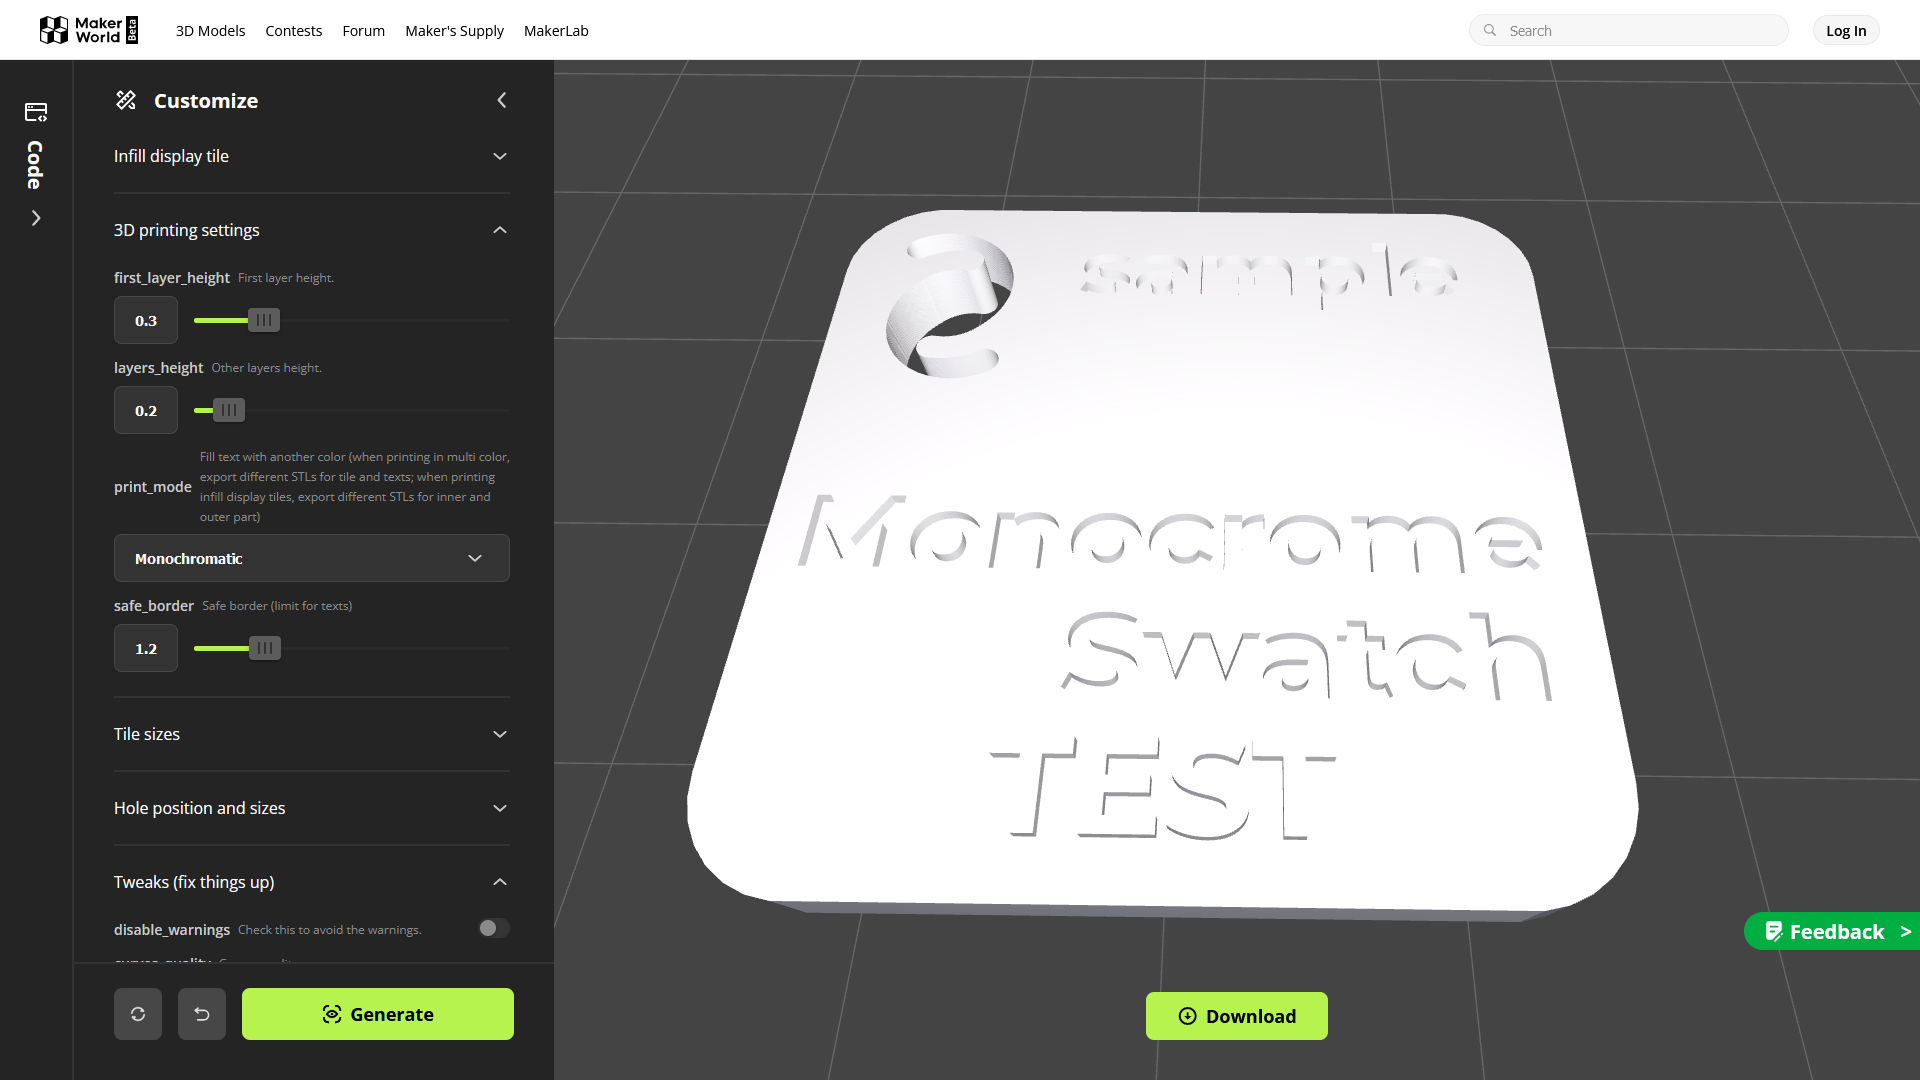 Maker World Beta
3D Models
Contests
Forum
Maker's Supply
MakerLab
Search
Log In
Code
Customize
Infill display tile
3D printing settings
first_layer_height First layer height.
0.3
layers_height Other layers height.
0.2
print_mode Fill text with another color (when printing in multi color,
export different STLs for tile and texts; when printing
infill display tiles, export different STLs for inner and
outer part)
Monochromatic
safe_border Safe border (limit for texts)
1.2
Tile sizes
Hole position and sizes
Tweaks (fix things up)
disable_warnings Check this to avoid the warnings.
Generate
sample
Monocrome
Swatch
TEST
Feedback >
Download